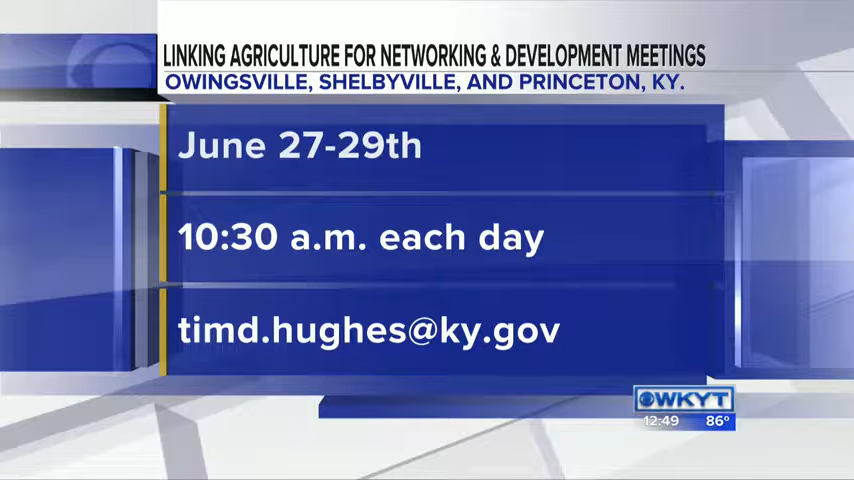 LINKING AGRICULTURE FOR NETWORKING & DEVELOPMENT MEETINGS
OWINGSVILLE, SHELBYVILLE, AND PRINCETON, KY.
June 27-29th
10:30 a.m. each day
timd.hughes@ky.gov
WKYT
12:49 86°